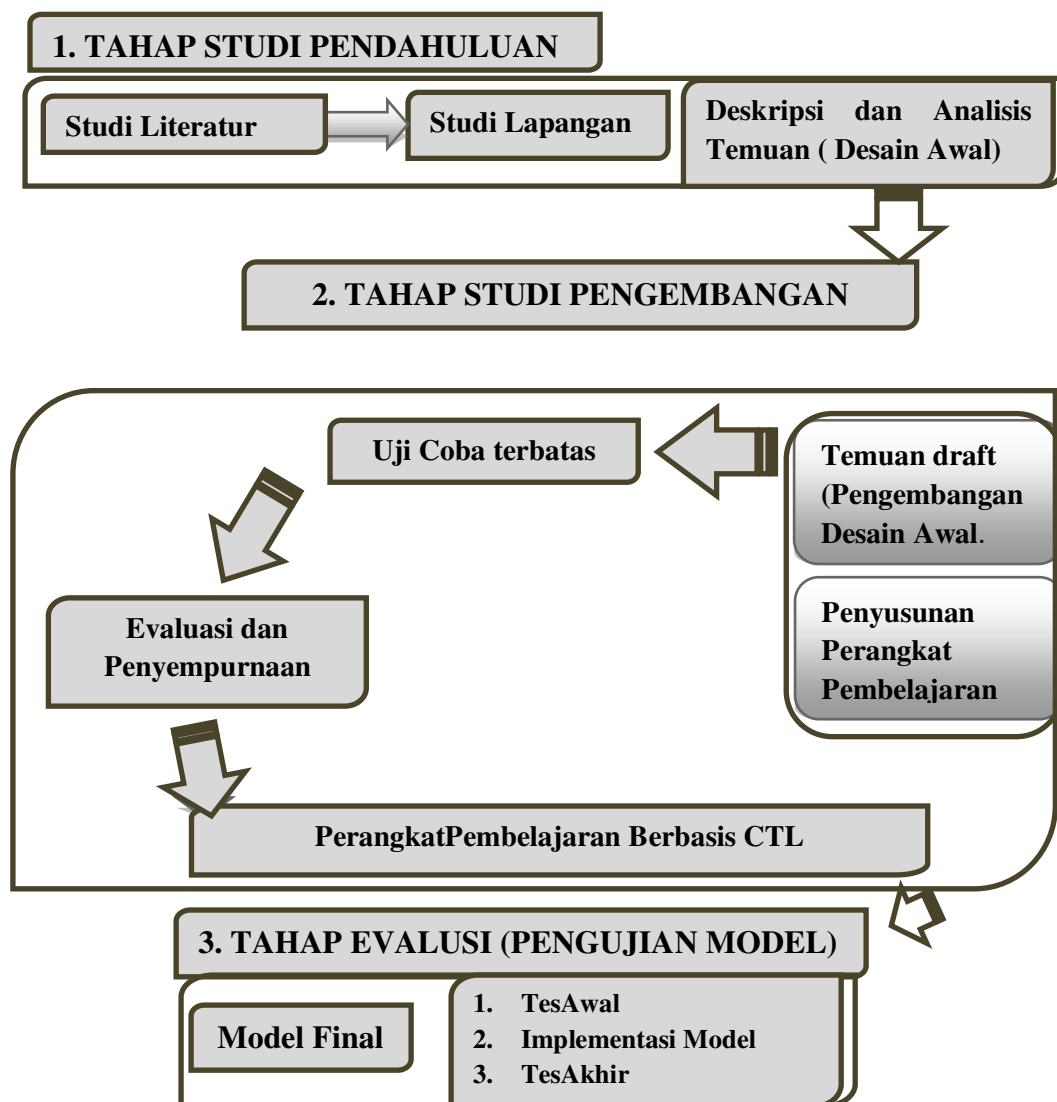 1. TAHAP STUDI PENDAHULUAN
Studi Literatur
Studi Lapangan
Deskripsi dan Analisis
Temuan ( Desain Awal)
2. TAHAP STUDI PENGEMBANGAN
Uji Coba terbatas
Temuan draft
(Pengembangan
Desain Awal.
Penyusunan
Perangkat
Pembelajaran
Evaluasi dan
Penyempurnaan
PerangkatPembelajaran Berbasis CTL
3. TAHAP EVALUSI (PENGUJIAN MODEL)
Model Final
1. TesAwal
2. Implementasi Model
3. TesAkhir